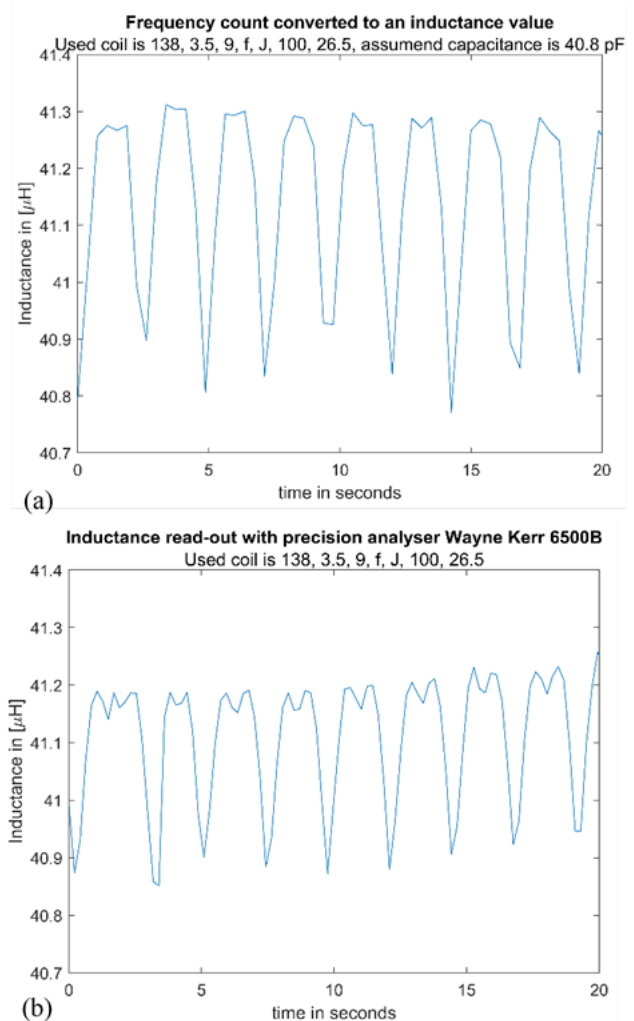 Frequency count converted to an inductance value
Used coil is 138, 3.5, 9, f, J, 100, 26.5, assumend capacitance is 40.8 pF
41.4
41.3
41.2
41.1
41
40.9
40.8
40.7
Inductance in [μH]
0
5
10
15
20
time in seconds
(a)
Inductance read-out with precision analyser Wayne Kerr 6500B
Used coil is 138, 3.5, 9, f, J, 100, 26.5
41.4
41.3
41.2
41.1
41
40.9
40.8
40.7
Inductance in [μH]
0
5
10
15
20
time in seconds
(b)